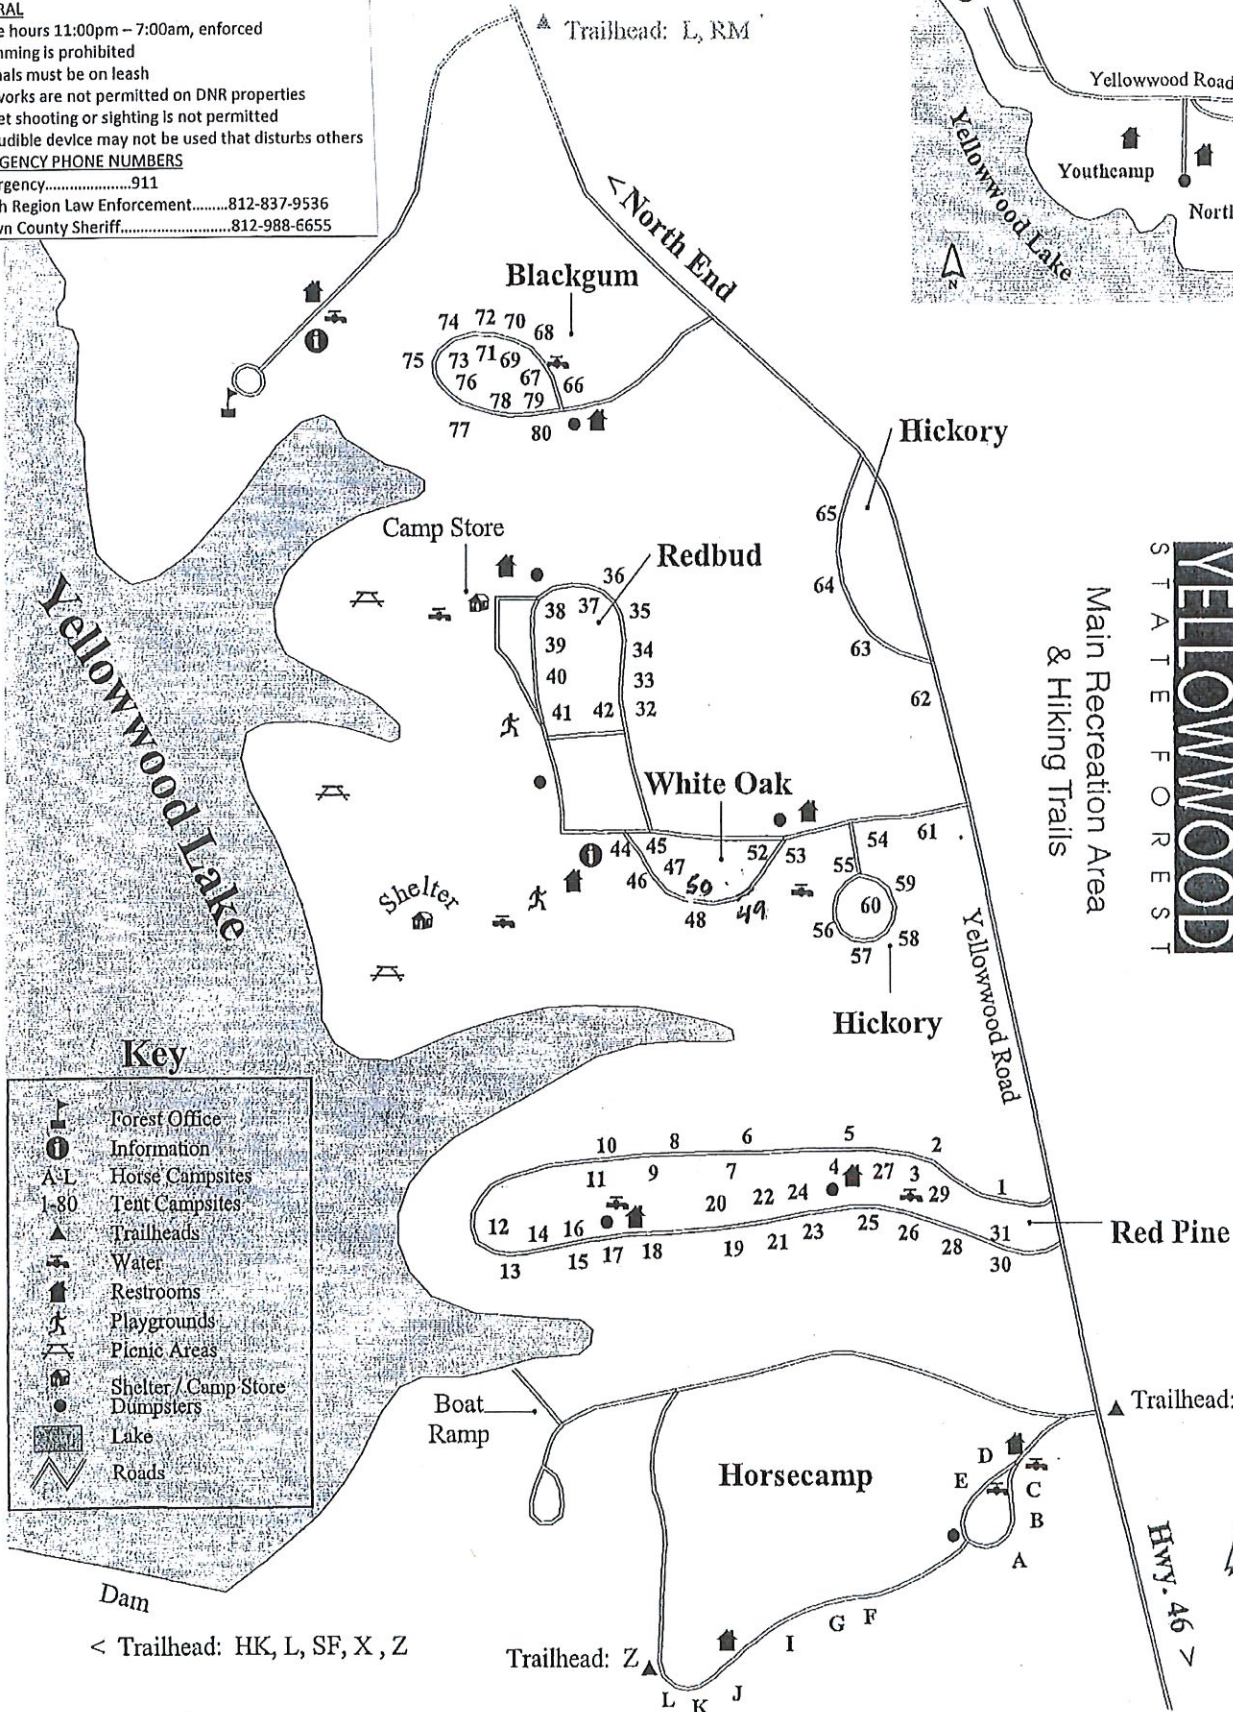 RAL
e hours 11:00pm – 7:00am, enforced
ming is prohibited
als must be on leash
works are not permitted on DNR properties
et shooting or sighting is not permitted
udible device may not be used that disturbs others
GENCY PHONE NUMBERS
rgency.....................911
h Region Law Enforcement.........812-837-9536
n County Sheriff...........................812-988-6655
Trailhead: L, RM
Yellowwood Road
Yellowwood Lake
Youthcamp
North
N
< North End
Blackgum
74 72 70 68
75 73 71 69 67 66
76 78 79
77 80
Hickory
65
64
63
62
Camp Store
Redbud
36
38 37 35
39 34
40 33
41 42 32
YELLOWWOOD
STATE FOREST
Main Recreation Area
& Hiking Trails
Yellowwood Lake
White Oak
44 45 47 52 53 54 61
46 50 55 59
48 49 56 60 58
57
Shelter
Hickory
Yellowwood Road
Key
Forest Office
Information
A-L Horse Campsites
1-80 Tent Campsites
Trailheads
Water
Restrooms
Playgrounds
Picnic Areas
Shelter / Camp Store
Dumpsters
Lake
Roads
10 8 6 5 2
11 9 7 4 27 3 29 1
12 14 16 20 22 24
13 15 17 18 19 21 23 25 26 28 31 30
Red Pine
Boat
Ramp
Trailhead:
Horsecamp
D
E C
B
A
G F
I
J
L K
Hwy. 46 >
Dam
< Trailhead: HK, L, SF, X , Z
Trailhead: Z